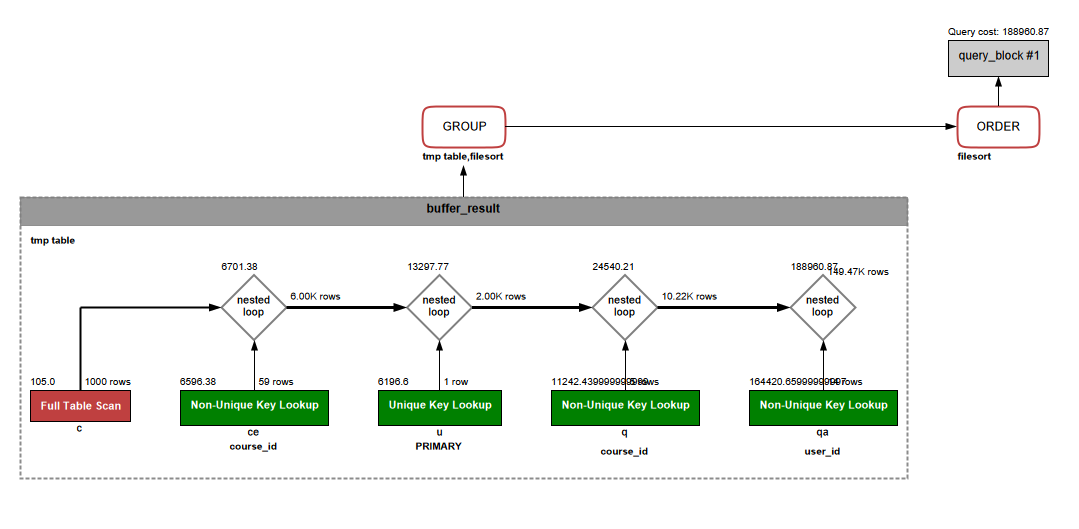 Query cost: 188960.87
query_block #1
GROUP
ORDER
tmp table,filesort
filesort
buffer_result
tmp table
6701.38
13297.77
24540.21
188960.87
149.47K rows
nested
loop
6.00K rows
nested
loop
2.00K rows
nested
loop
10.22K rows
nested
loop
105.0
1000 rows
6596.38
59 rows
6196.6
1 row
rows
rows
Full Table Scan
Non-Unique Key Lookup
Unique Key Lookup
Non-Unique Key Lookup
Non-Unique Key Lookup
c
ce
u
q
qa
course_id
PRIMARY
course_id
user_id